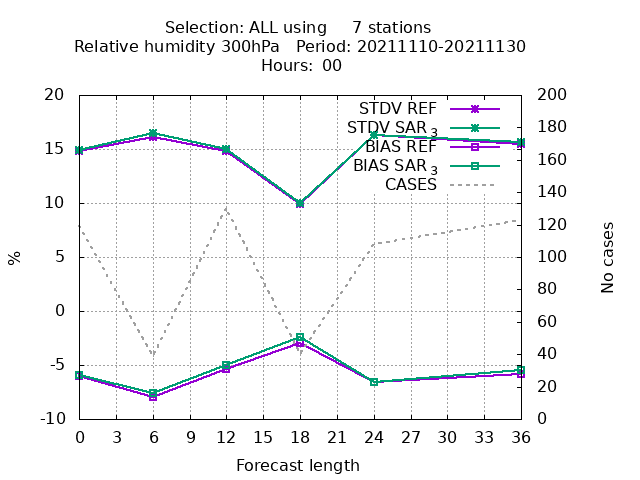 Selection: ALL using 7 stations
Relative humidity 300hPa Period: 20211110-20211130
Hours: 00
20 200
STDV REF
180
STDV SAR 3
15 BIAS REF
160
BIAS SAR 3
CASES
140
10 120
% 5 100 No cases
80
0
60
-5 40
20
-10 0
0 3 6 9 12 15 18 21 24 27 30 33 36
Forecast length